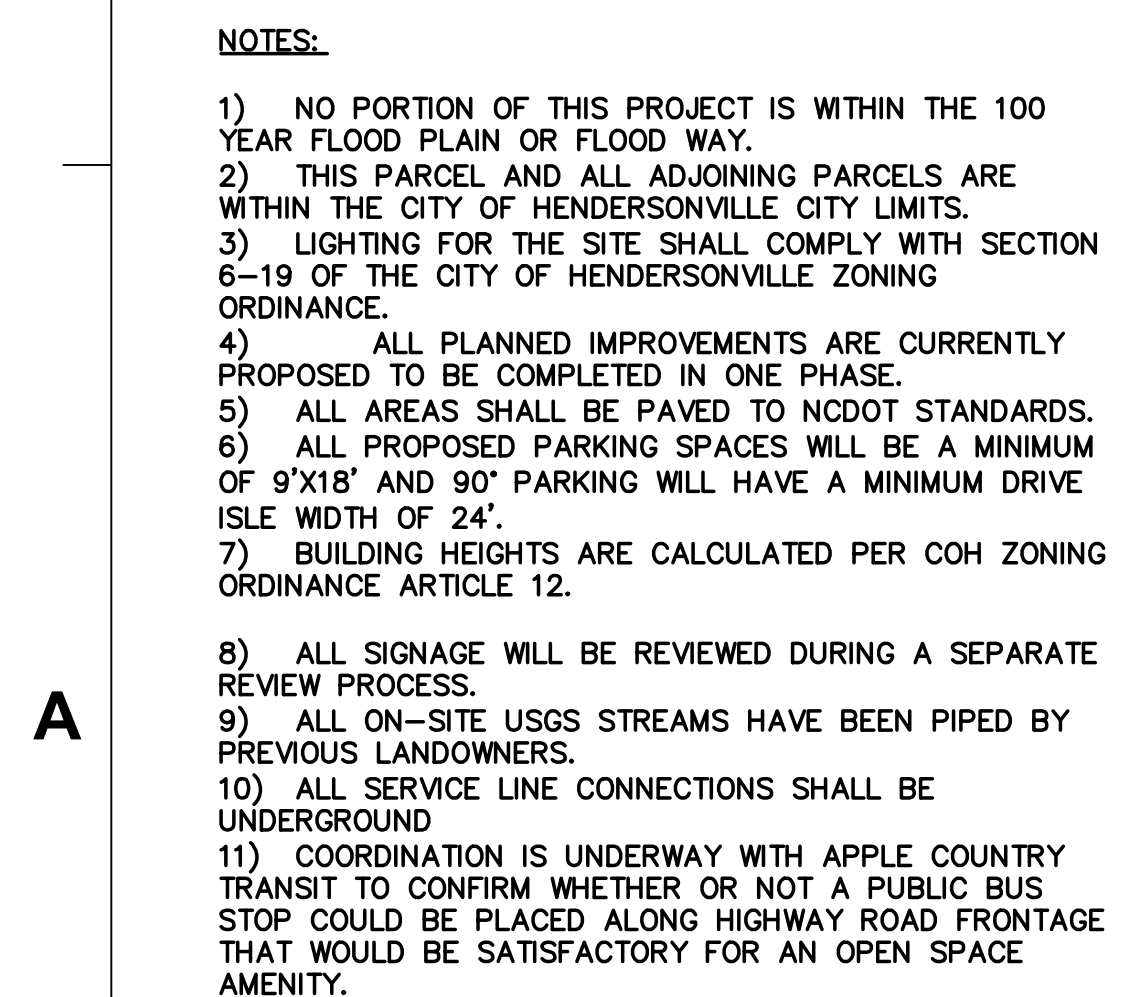 NOTES:
1) NO PORTION OF THIS PROJECT IS WITHIN THE 100
YEAR FLOOD PLAIN OR FLOOD WAY.
2) THIS PARCEL AND ALL ADJOINING PARCELS ARE
WITHIN THE CITY OF HENDERSONVILLE CITY LIMITS.
3) LIGHTING FOR THE SITE SHALL COMPLY WITH SECTION
6-19 OF THE CITY OF HENDERSONVILLE ZONING
ORDINANCE.
4) ALL PLANNED IMPROVEMENTS ARE CURRENTLY
PROPOSED TO BE COMPLETED IN ONE PHASE.
5) ALL AREAS SHALL BE PAVED TO NCDOT STANDARDS.
6) ALL PROPOSED PARKING SPACES WILL BE A MINIMUM
OF 9'X18' AND 90° PARKING WILL HAVE A MINIMUM DRIVE
ISLE WIDTH OF 24'.
7) BUILDING HEIGHTS ARE CALCULATED PER COH ZONING
ORDINANCE ARTICLE 12.
8) ALL SIGNAGE WILL BE REVIEWED DURING A SEPARATE
REVIEW PROCESS.
A
9) ALL ON-SITE USGS STREAMS HAVE BEEN PIPED BY
PREVIOUS LANDOWNERS.
10) ALL SERVICE LINE CONNECTIONS SHALL BE
UNDERGROUND
11) COORDINATION IS UNDERWAY WITH APPLE COUNTRY
TRANSIT TO CONFIRM WHETHER OR NOT A PUBLIC BUS
STOP COULD BE PLACED ALONG HIGHWAY ROAD FRONTAGE
THAT WOULD BE SATISFACTORY FOR AN OPEN SPACE
AMENITY.